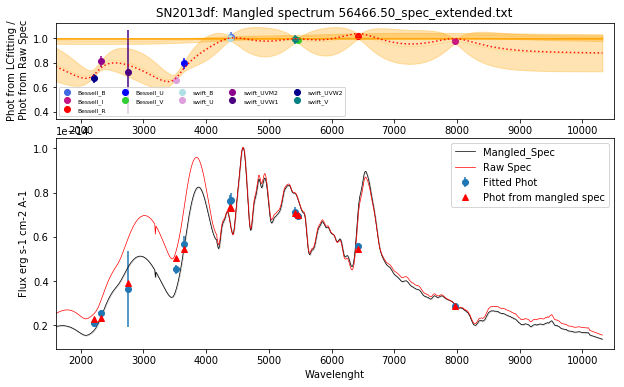 SN2013df: Mangled spectrum 56466.50_spec_extended.txt
Phot from LCfitting /
Phot from Raw Spec
1.0
0.8
0.6
0.4
Bessell_B
Bessell_I
Bessell_R
Bessell_U
Bessell_V
swift_B
swift_U
swift_UVM2
swift_UVW1
swift_UVW2
swift_V
2000 3000 4000 5000 6000 7000 8000 9000 10000
1e−14
Flux erg s-1 cm-2 A-1
1.0
0.8
0.6
0.4
0.2
Mangled_Spec
Raw Spec
Fitted Phot
Phot from mangled spec
2000 3000 4000 5000 6000 7000 8000 9000 10000
Wavelenght